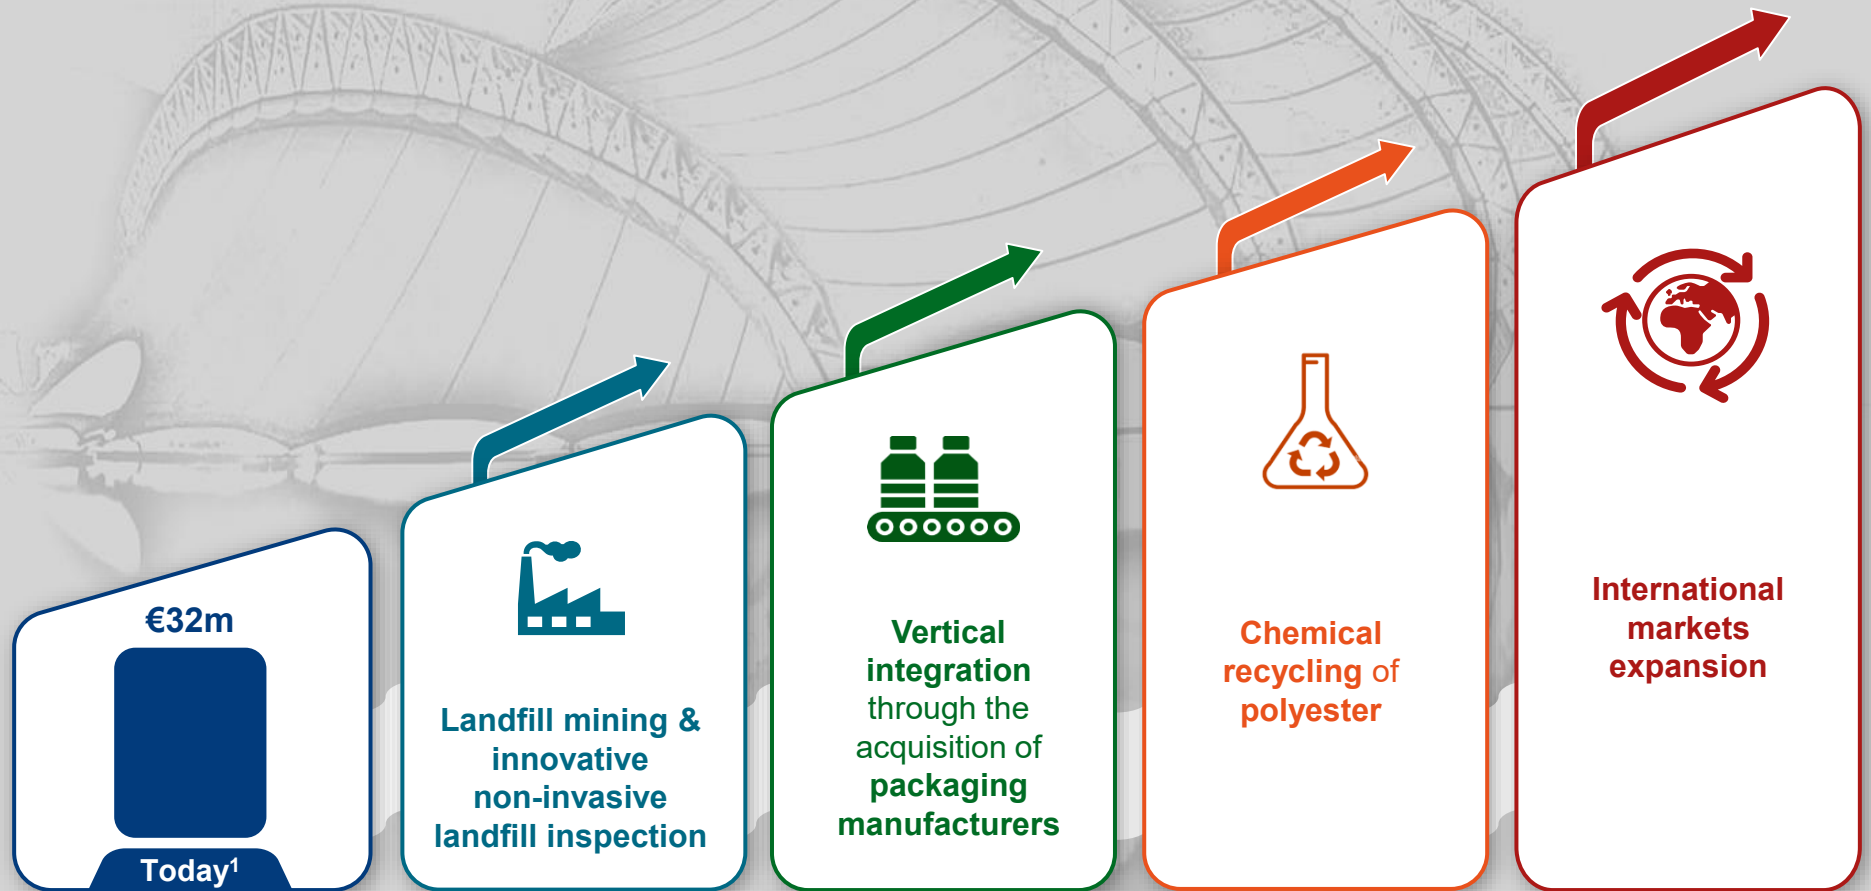 €32m
Today¹
Landfill mining &
innovative
non-invasive
landfill inspection
Vertical
integration
through the
acquisition of
packaging
manufacturers
Chemical
recycling of
polyester
International
markets
expansion